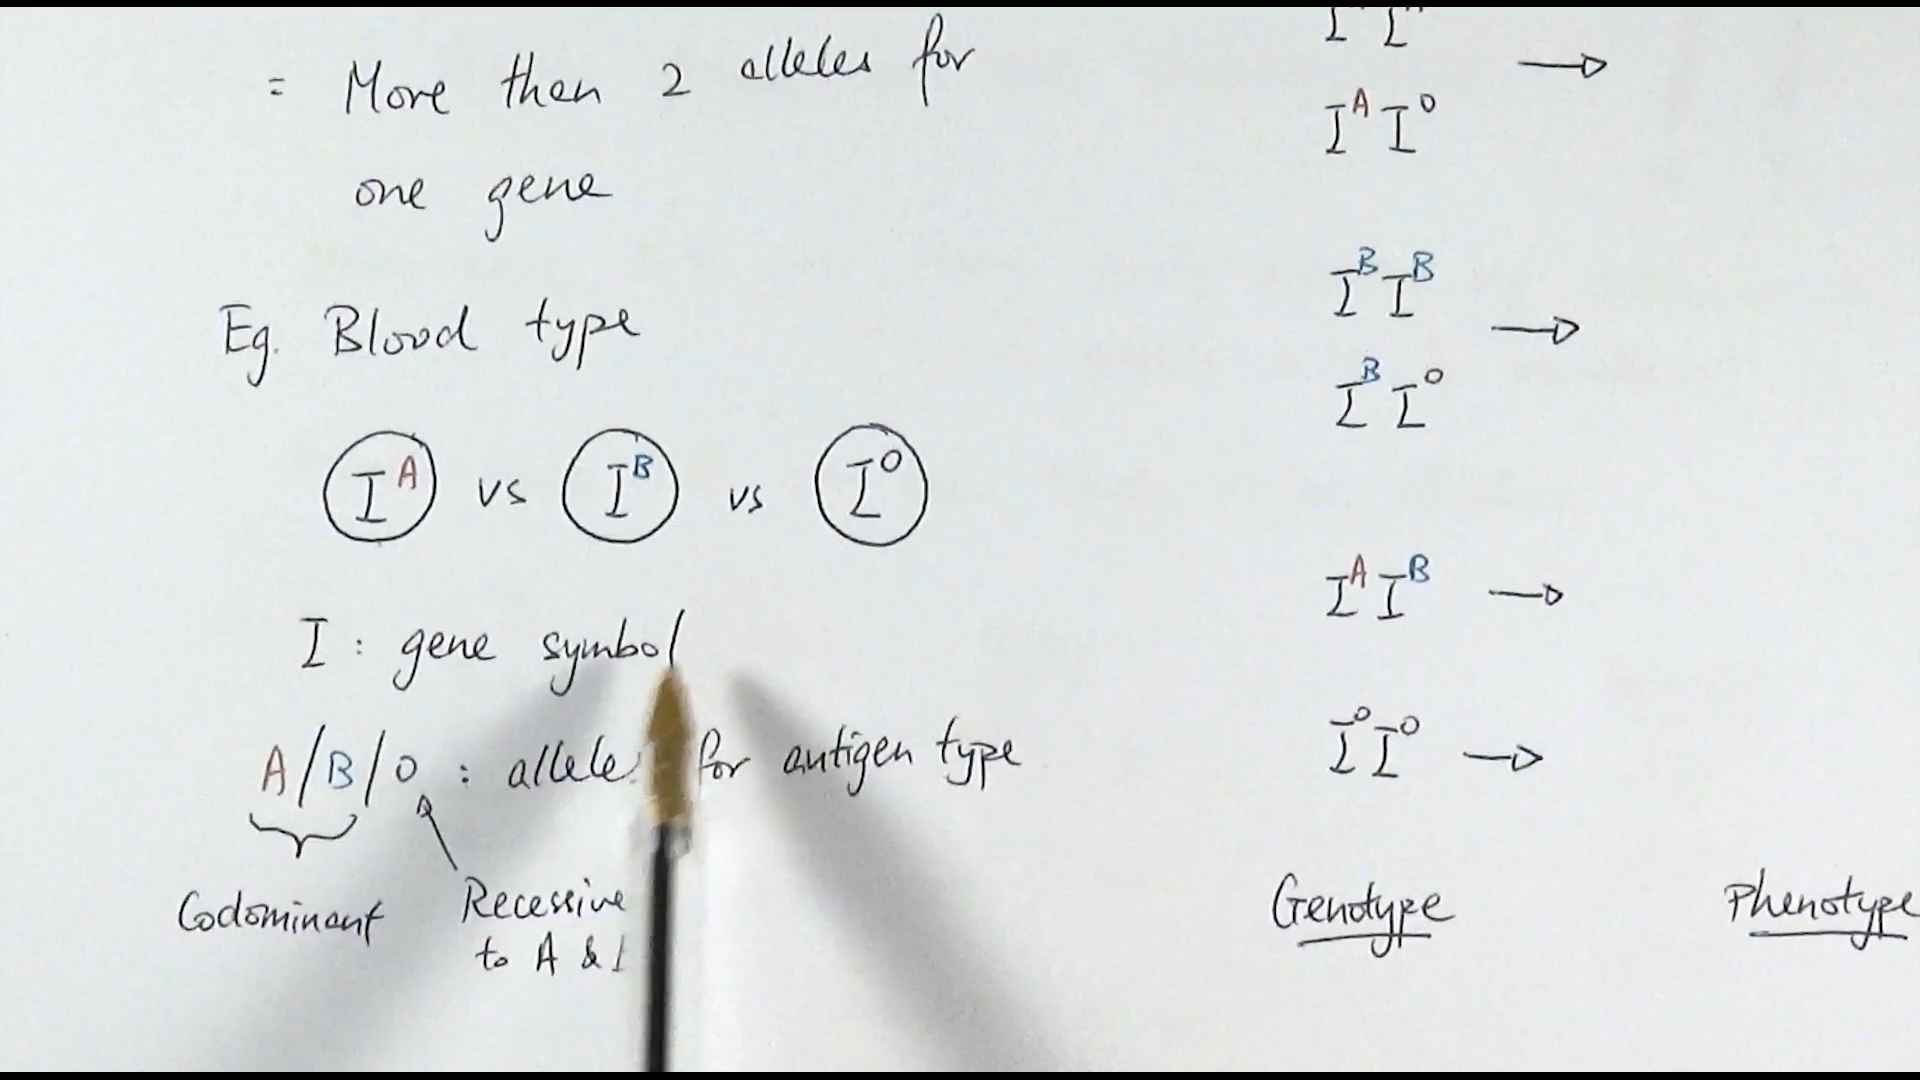 = More than 2 alleles for
one gene
Eg. Blood type
I^A vs I^B vs I^O
I : gene symbol
A/B/O : allele for antigen type
Codominant
Recessive
to A &
I^A I^O →
I^B I^B →
I^B I^O
I^A I^B →
I^O I^O →
Genotype
Phenotype